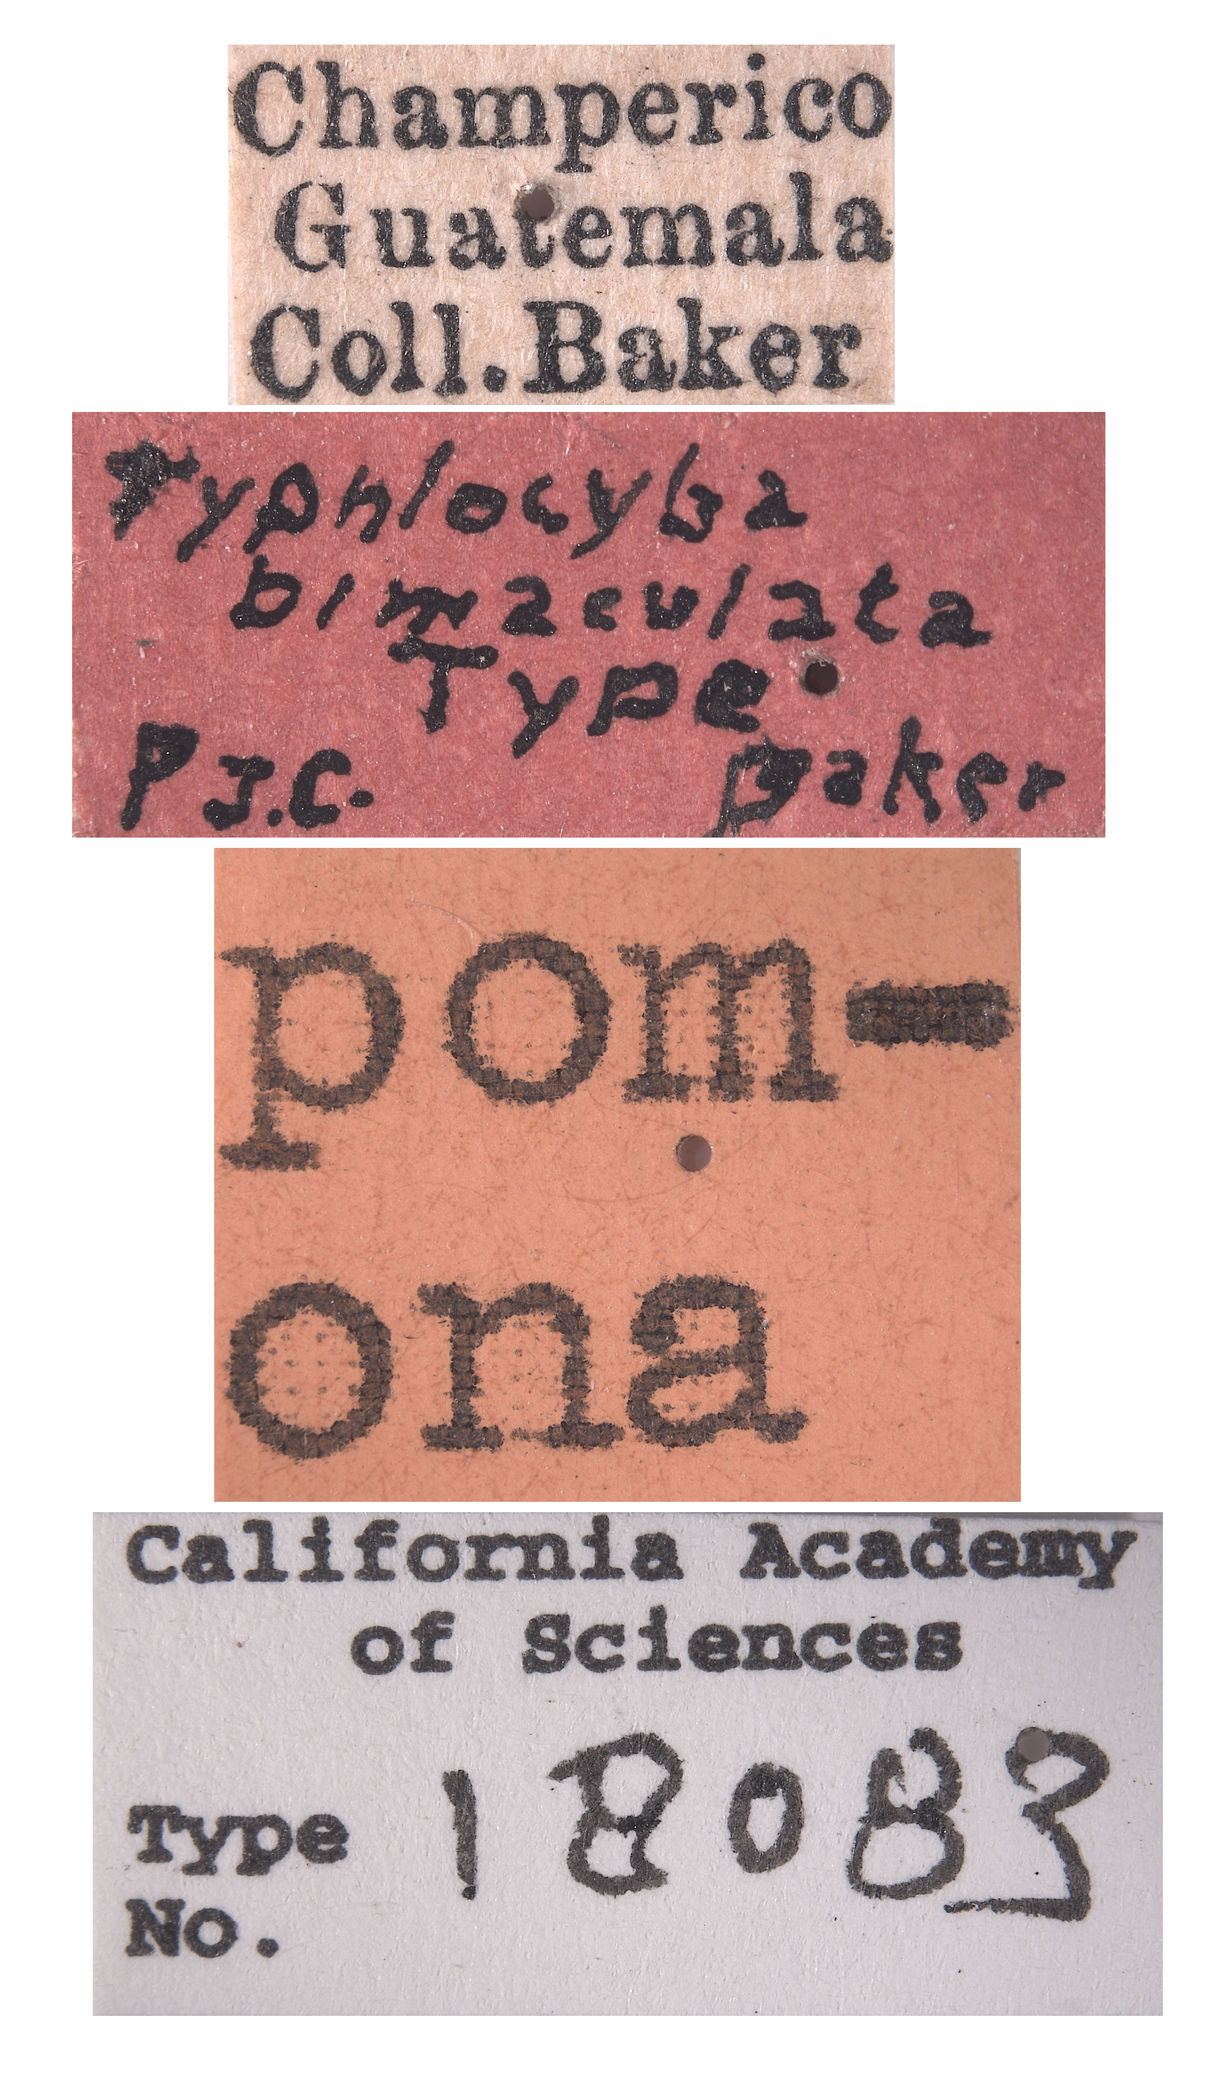 Champerico
Guatemala
Coll. Baker
Typhlocyba
bimaculata
Type
P J.C. Baker
pom-
ona
California Academy
of Sciences
Type 18083
No.